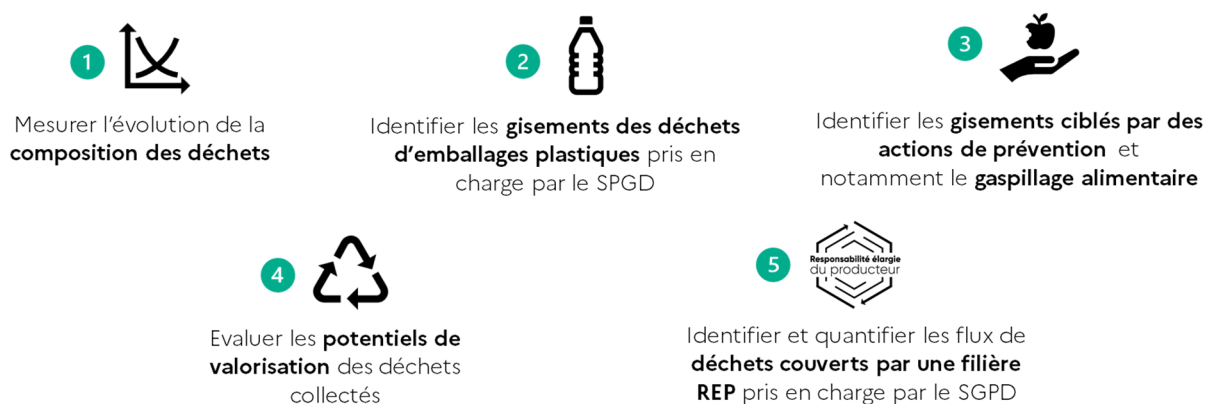 1
Mesurer l’évolution de la
composition des déchets
2
Identifier les gisements des déchets
d’emballages plastiques pris en
charge par le SPGD
3
Identifier les gisements ciblés par des
actions de prévention et
notamment le gaspillage alimentaire
4
Evaluer les potentiels de
valorisation des déchets
collectés
5
Responsabilité élargie
du producteur
Identifier et quantifier les flux de
déchets couverts par une filière
REP pris en charge par le SGPD